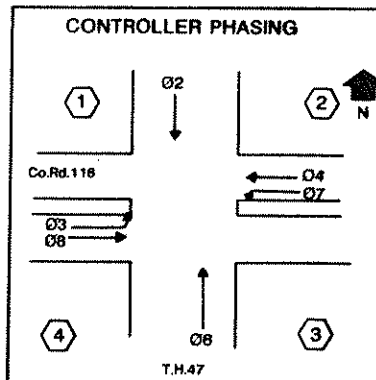 CONTROLLER PHASING
Ø2
1
2
N
Co.Rd.116
Ø4
Ø7
Ø3
Ø8
4
Ø6
3
T.H.47